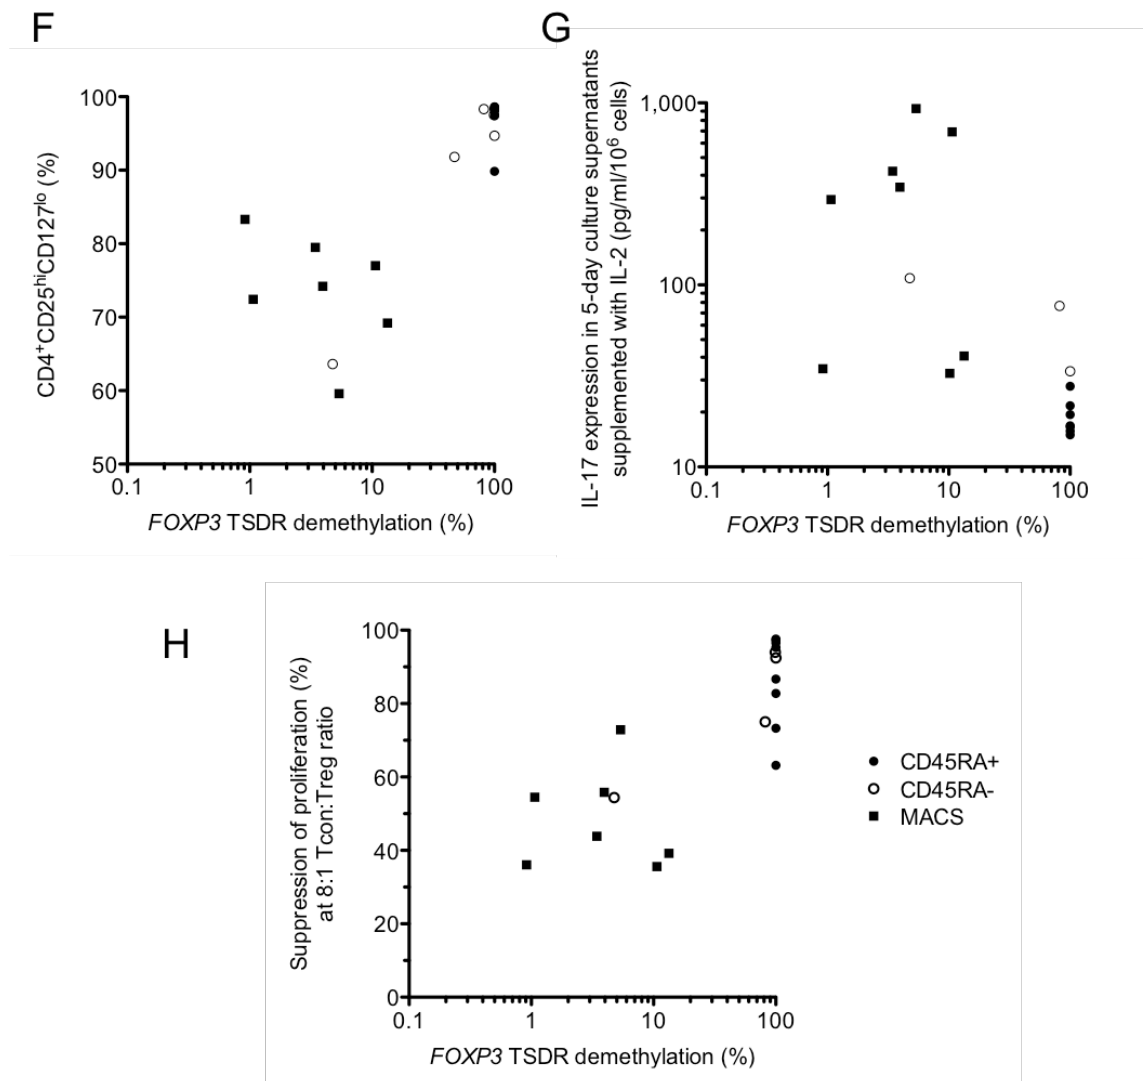 F
CD4+CD25hiCD127lo (%)
100
90
80
70
60
50
0.1 1 10 100
FOXP3 TSDR demethylation (%)
G
IL-17 expression in 5-day culture supernatants
supplemented with IL-2 (pg/ml/10⁶ cells)
1,000
100
10
0.1 1 10 100
FOXP3 TSDR demethylation (%)
H
Suppression of proliferation (%)
at 8:1 Tcon:Treg ratio
100
80
60
40
20
0
0.1 1 10 100
FOXP3 TSDR demethylation (%)
CD45RA+
CD45RA-
MACS